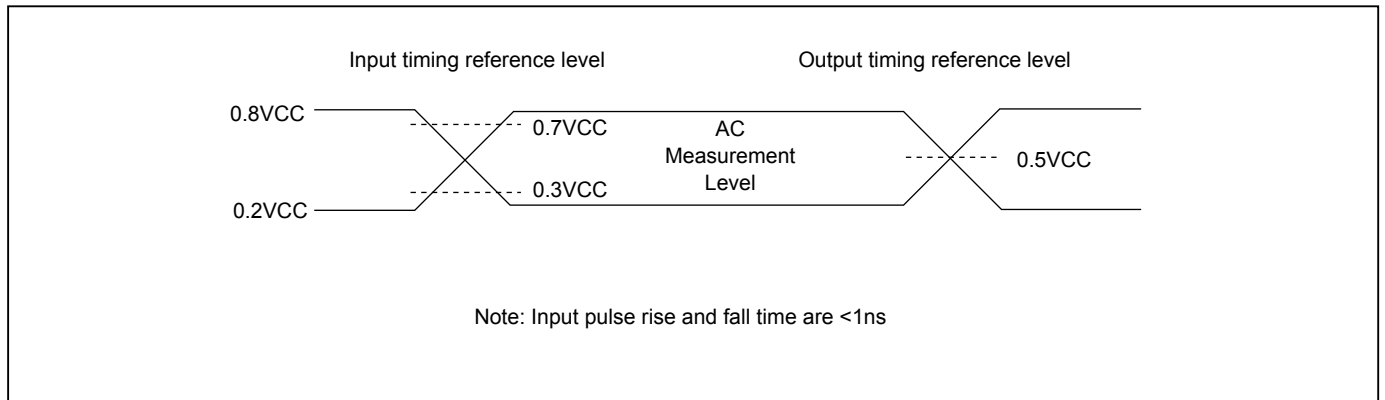 Input timing reference level
Output timing reference level
0.8VCC
0.7VCC
AC
Measurement
Level
0.5VCC
0.3VCC
0.2VCC
Note: Input pulse rise and fall time are <1ns